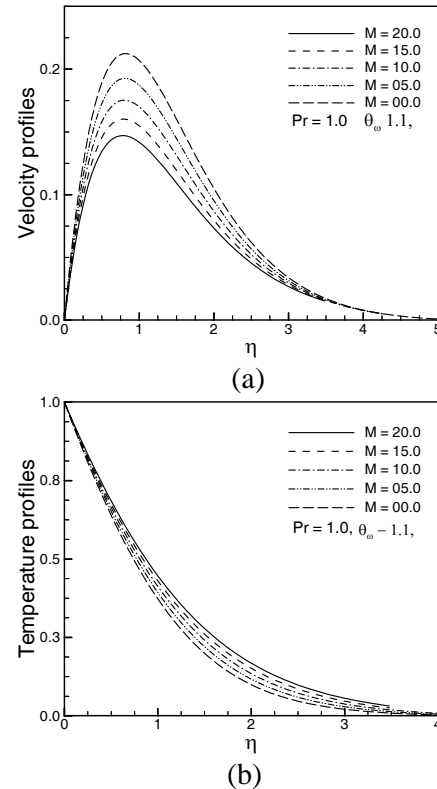 M = 20.0
M = 15.0
M = 10.0
M = 05.0
M = 00.0
Pr = 1.0 θω 1.1,
Velocity profiles
0.2
0.1
0.0
0 1 2 3 4 5
η
(a)
M = 20.0
M = 15.0
M = 10.0
M = 05.0
M = 00.0
Pr = 1.0, θω – 1.1,
Temperature profiles
1.0
0.8
0.5
0.3
0.0
0 1 2 3 4
η
(b)